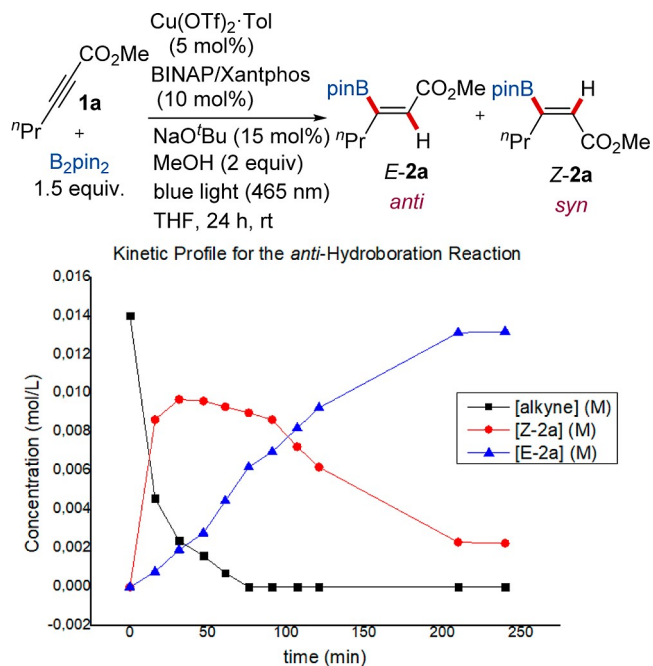 Cu(OTf)₂·Tol
(5 mol%)
BINAP/Xantphos
(10 mol%)
NaOᵗBu (15 mol%)
MeOH (2 equiv)
blue light (465 nm)
THF, 24 h, rt
CO₂Me
1a
ⁿPr
+
B₂pin₂
1.5 equiv.
pinB
CO₂Me
ⁿPr
H
E-2a
anti
+
pinB
H
ⁿPr
CO₂Me
Z-2a
syn
Kinetic Profile for the anti-Hydroboration Reaction
Concentration (mol/L)
0,016
0,014
0,012
0,010
0,008
0,006
0,004
0,002
0,000
-0,002
[alkyne] (M)
[Z-2a] (M)
[E-2a] (M)
0
50
100
150
200
250
time (min)